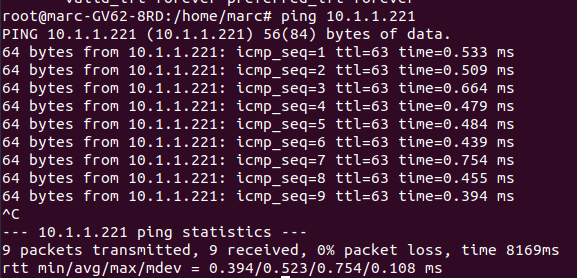 root@marc-GV62-8RD:/home/marc# ping 10.1.1.221
PING 10.1.1.221 (10.1.1.221) 56(84) bytes of data.
64 bytes from 10.1.1.221: icmp_seq=1 ttl=63 time=0.533 ms
64 bytes from 10.1.1.221: icmp_seq=2 ttl=63 time=0.509 ms
64 bytes from 10.1.1.221: icmp_seq=3 ttl=63 time=0.664 ms
64 bytes from 10.1.1.221: icmp_seq=4 ttl=63 time=0.479 ms
64 bytes from 10.1.1.221: icmp_seq=5 ttl=63 time=0.484 ms
64 bytes from 10.1.1.221: icmp_seq=6 ttl=63 time=0.439 ms
64 bytes from 10.1.1.221: icmp_seq=7 ttl=63 time=0.754 ms
64 bytes from 10.1.1.221: icmp_seq=8 ttl=63 time=0.455 ms
64 bytes from 10.1.1.221: icmp_seq=9 ttl=63 time=0.394 ms
^C
--- 10.1.1.221 ping statistics ---
9 packets transmitted, 9 received, 0% packet loss, time 8169ms
rtt min/avg/max/mdev = 0.394/0.523/0.754/0.108 ms